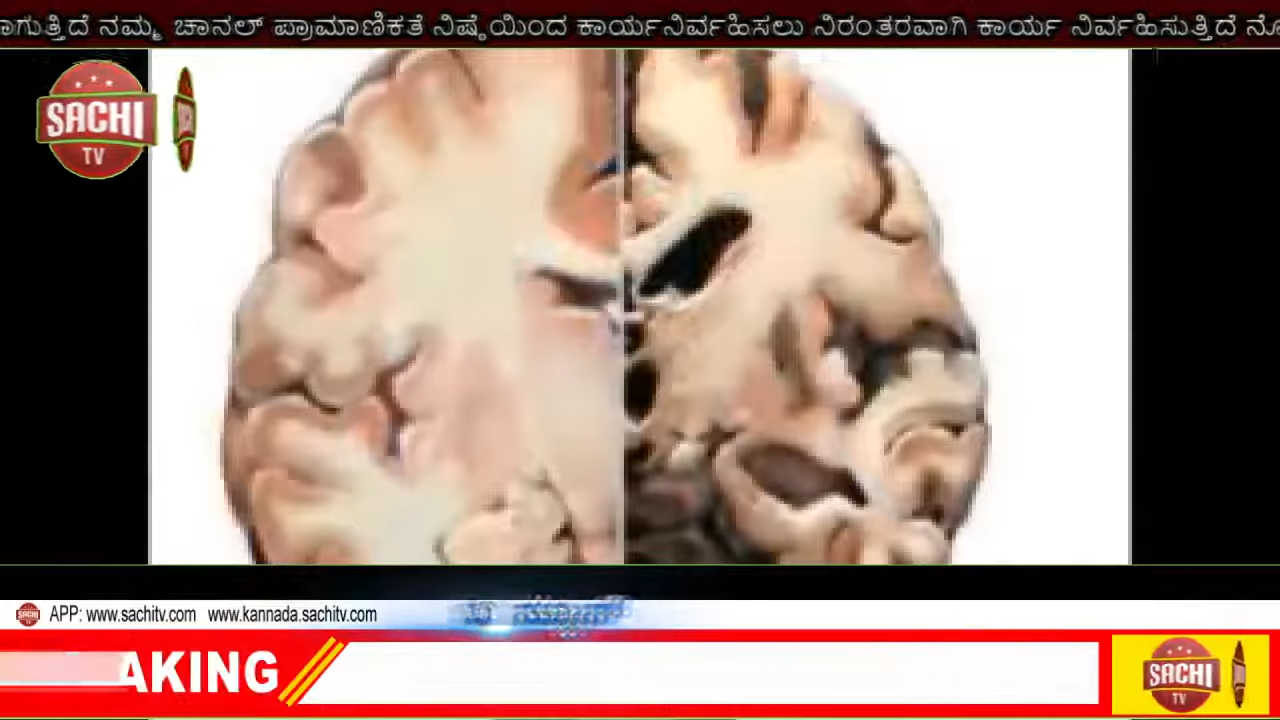 ನಮ್ಮ ಚಾನಲ್ ಪ್ರಾಮಾಣಿಕತೆ ನಿಷ್ಠೆಯಿಂದ ಕಾರ್ಯನಿರ್ವಹಿಸಲು ನಿರಂತರವಾಗಿ ಕಾರ್ಯ ನಿರ್ವಹಿಸುತ್ತಿದೆ
SACHI
TV
APP: www.sachitv.com www.kannada.sachitv.com
AKING
SACHI
TV